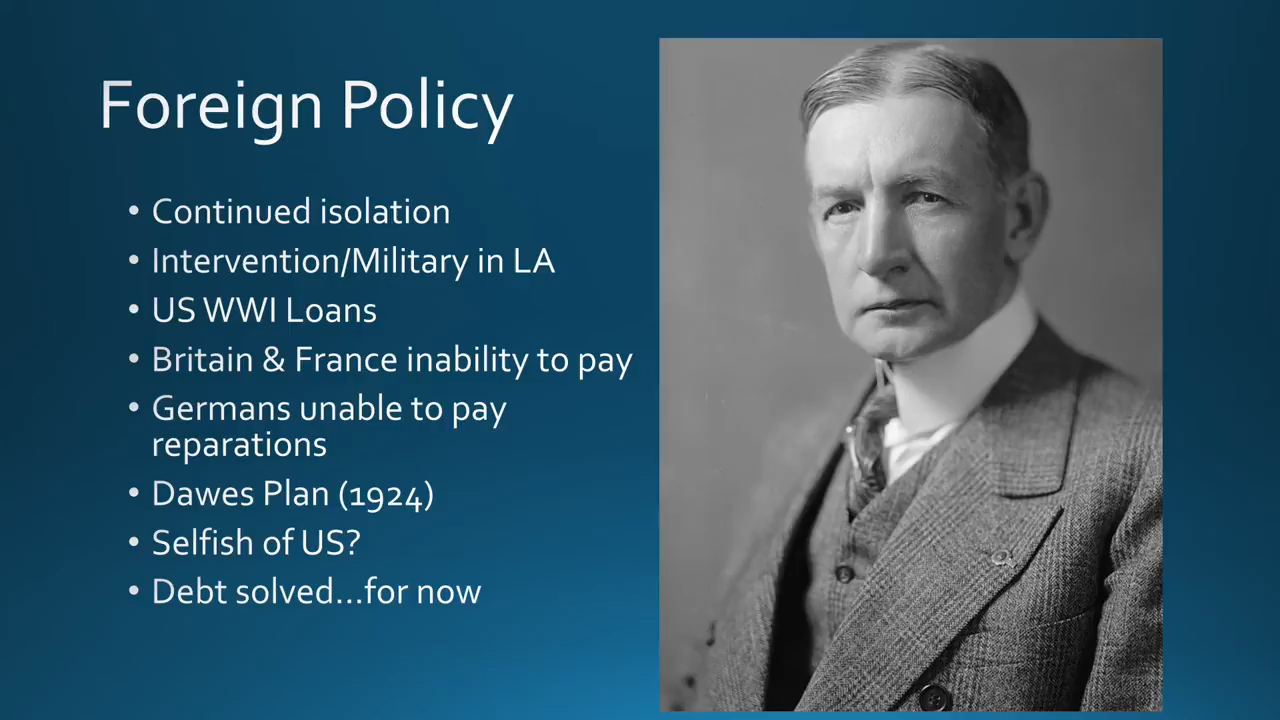 Foreign Policy
• Continued isolation
• Intervention/Military in LA
• US WWI Loans
• Britain & France inability to pay
• Germans unable to pay
reparations
• Dawes Plan (1924)
• Selfish of US?
• Debt solved...for now